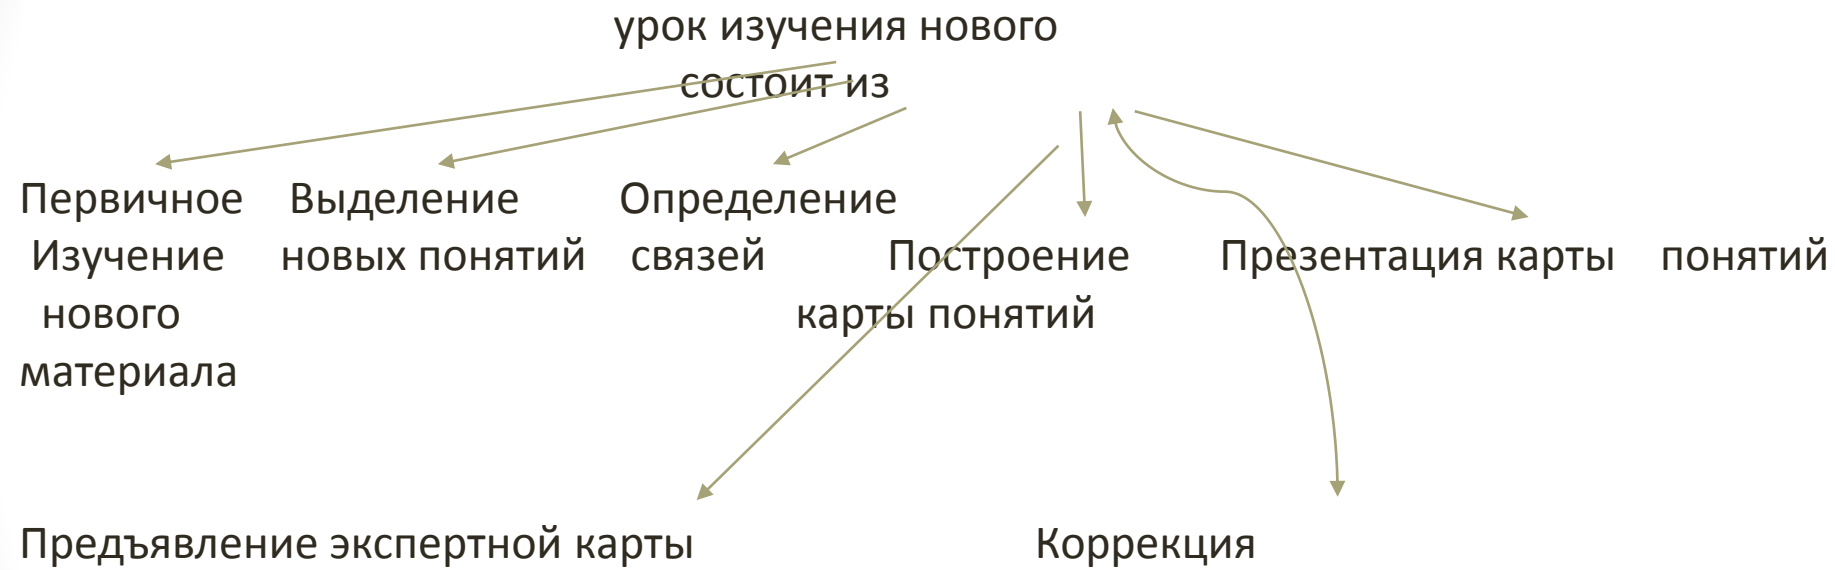 урок изучения нового
состоит из
Первичное Выделение Определение
Изучение новых понятий связей Построение Презентация карты понятий
нового карты понятий
материала
Предъявление экспертной карты Коррекция